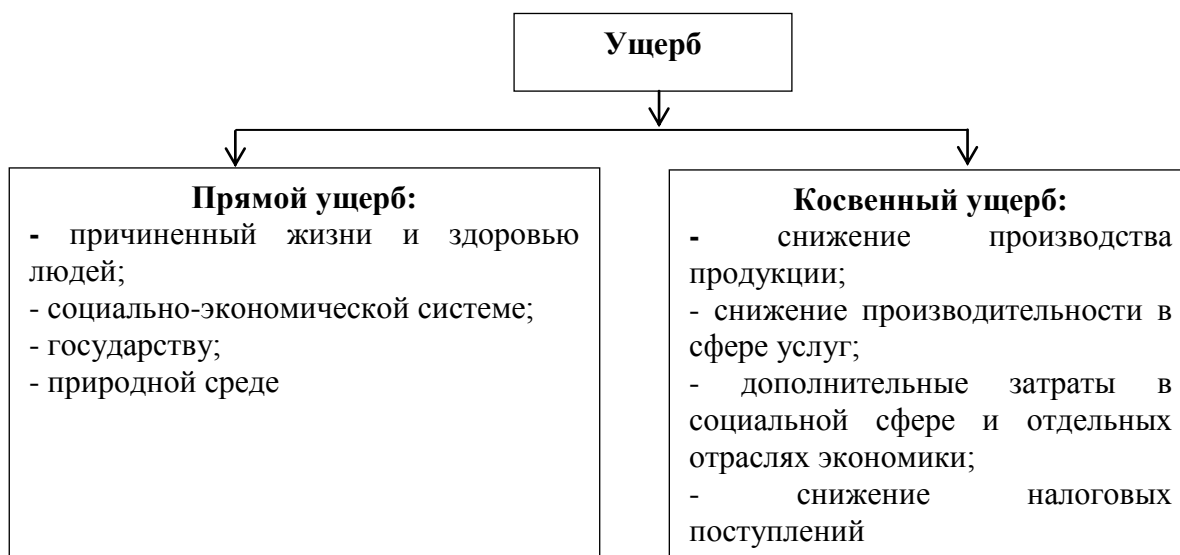 Ущерб
Прямой ущерб:
- причиненный жизни и здоровью
людей;
- социально-экономической системе;
- государству;
- природной среде
Косвенный ущерб:
- снижение производства
продукции;
- снижение производительности в
сфере услуг;
- дополнительные затраты в
социальной сфере и отдельных
отраслях экономики;
- снижение налоговых
поступлений